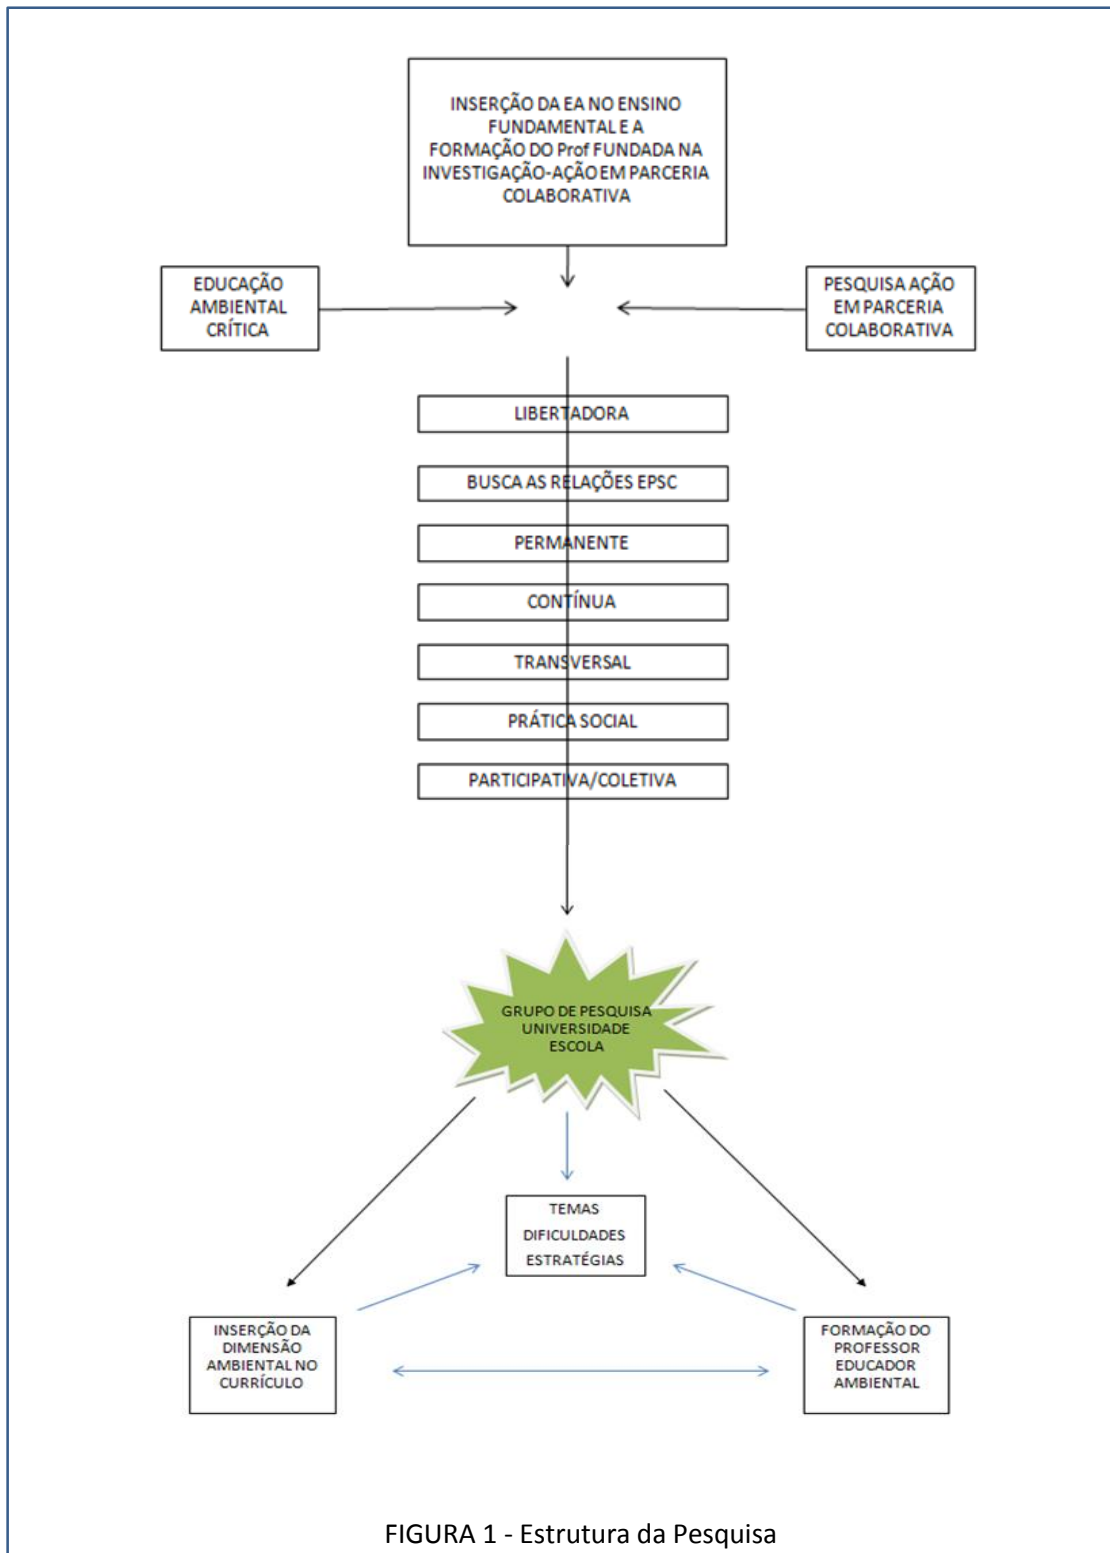 INSERÇÃO DA EA NO ENSINO
FUNDAMENTAL E A
FORMAÇÃO DO Prof FUNDADA NA
INVESTIGAÇÃO-AÇÃO EM PARCERIA
COLABORATIVA
EDUCAÇÃO
AMBIENTAL
CRÍTICA
PESQUISA AÇÃO
EM PARCERIA
COLABORATIVA
LIBERTADORA
BUSCA AS RELAÇÕES EPSC
PERMANENTE
CONTÍNUA
TRANSVERSAL
PRÁTICA SOCIAL
PARTICIPATIVA/COLETIVA
GRUPO DE PESQUISA
UNIVERSIDADE
ESCOLA
TEMAS
DIFICULDADES
ESTRATÉGIAS
INSERÇÃO DA
DIMENSÃO
AMBIENTAL NO
CURRÍCULO
FORMAÇÃO DO
PROFESSOR
EDUCADOR
AMBIENTAL
FIGURA 1 - Estrutura da Pesquisa